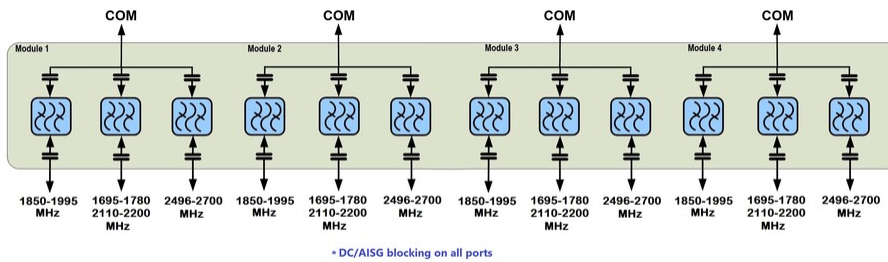 COM COM COM COM
Module 1 Module 2 Module 3 Module 4
1850-1995 1695-1780 2496-2700 1850-1995 1695-1780 2496-2700 1850-1995 1695-1780 2496-2700 1850-1995 1695-1780 2496-2700
MHz 2110-2200 MHz MHz 2110-2200 MHz MHz 2110-2200 MHz MHz 2110-2200 MHz
MHz MHz MHz MHz
* DC/AISG blocking on all ports